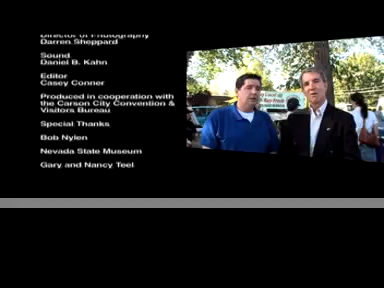 Director of Photography
Darren Sheppard
Sound
Daniel B. Kahn
Editor
Casey Conner
Produced in cooperation with
the Carson City Convention &
Visitors Bureau
Special Thanks
Bob Nylen
Nevada State Museum
Gary and Nancy Teel